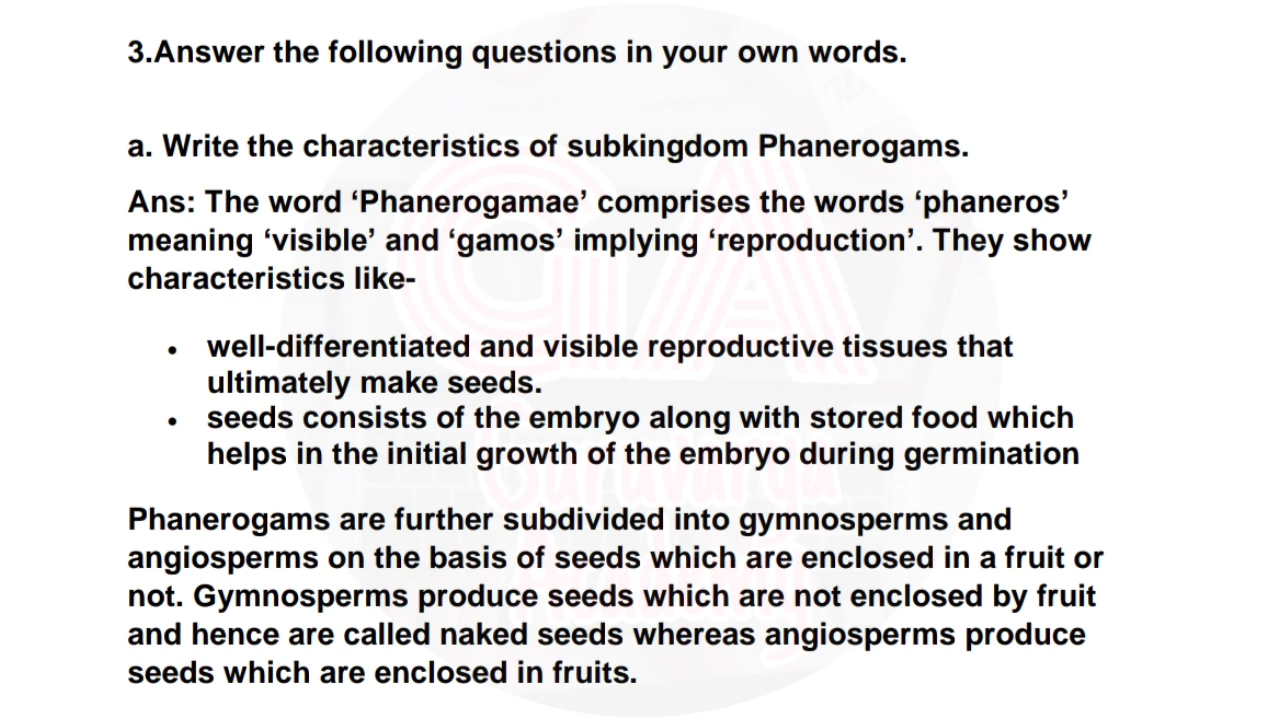 3.Answer the following questions in your own words.
a. Write the characteristics of subkingdom Phanerogams.
Ans: The word ‘Phanerogamae’ comprises the words ‘phaneros’
meaning ‘visible’ and ‘gamos’ implying ‘reproduction’. They show
characteristics like-
• well-differentiated and visible reproductive tissues that
ultimately make seeds.
• seeds consists of the embryo along with stored food which
helps in the initial growth of the embryo during germination
Phanerogams are further subdivided into gymnosperms and
angiosperms on the basis of seeds which are enclosed in a fruit or
not. Gymnosperms produce seeds which are not enclosed by fruit
and hence are called naked seeds whereas angiosperms produce
seeds which are enclosed in fruits.
GA
Guruvarya
Academy